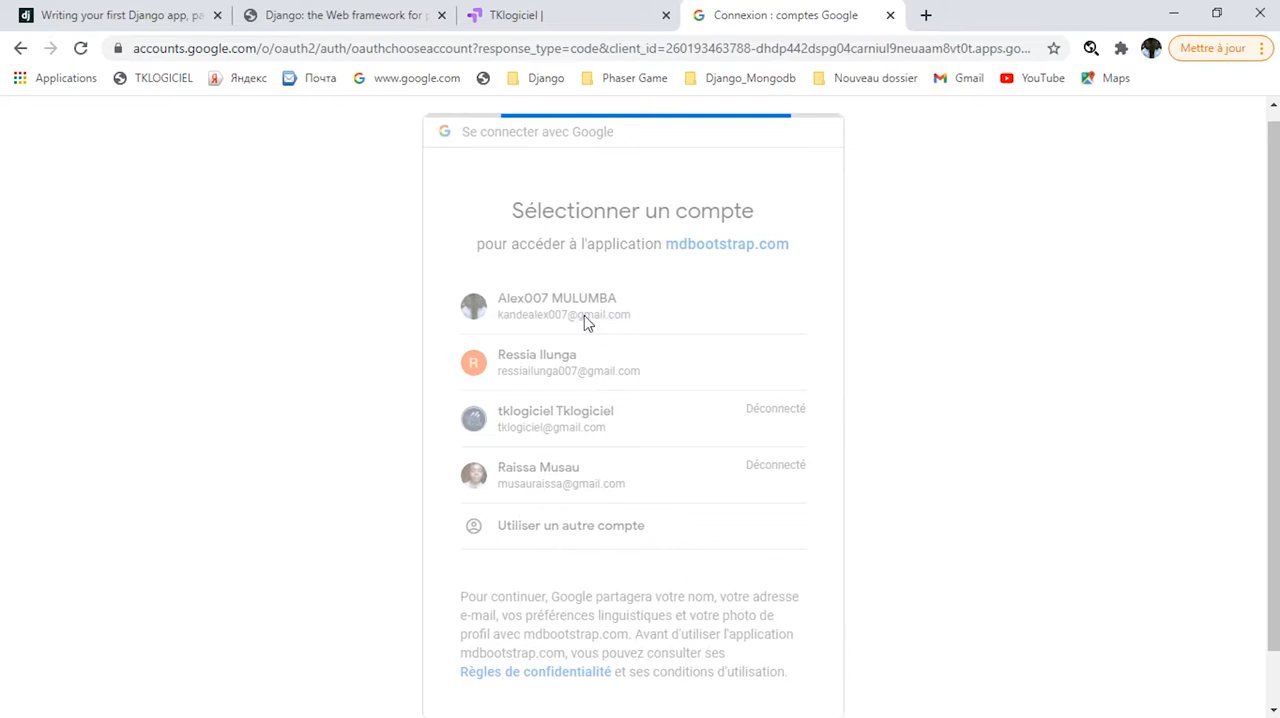 Writing your first Django app, pa
Django: the Web framework for p
TKlogiciel |
Connexion : comptes Google
accounts.google.com/o/oauth2/auth/oauthchooseaccount?response_type=code&client_id=260193463788-dhdp442dspg04carniul9neuaam8vt0t.apps.go...
Mettre à jour
Applications
TKLOGICIEL
Яндекс
Почта
www.google.com
Django
Phaser Game
Django_Mongodb
Nouveau dossier
Gmail
YouTube
Maps
Se connecter avec Google
Sélectionner un compte
pour accéder à l'application mdbootstrap.com
Alex007 MULUMBA
kandealex007@gmail.com
Ressia Ilunga
ressiailunga007@gmail.com
tklogiciel Tklogiciel
Déconnecté
tklogiciel@gmail.com
Raissa Musau
Déconnecté
musauraissa@gmail.com
Utiliser un autre compte
Pour continuer, Google partagera votre nom, votre adresse
e-mail, vos préférences linguistiques et votre photo de
profil avec mdbootstrap.com. Avant d'utiliser l'application
mdbootstrap.com, vous pouvez consulter ses
Règles de confidentialité et ses conditions d'utilisation.